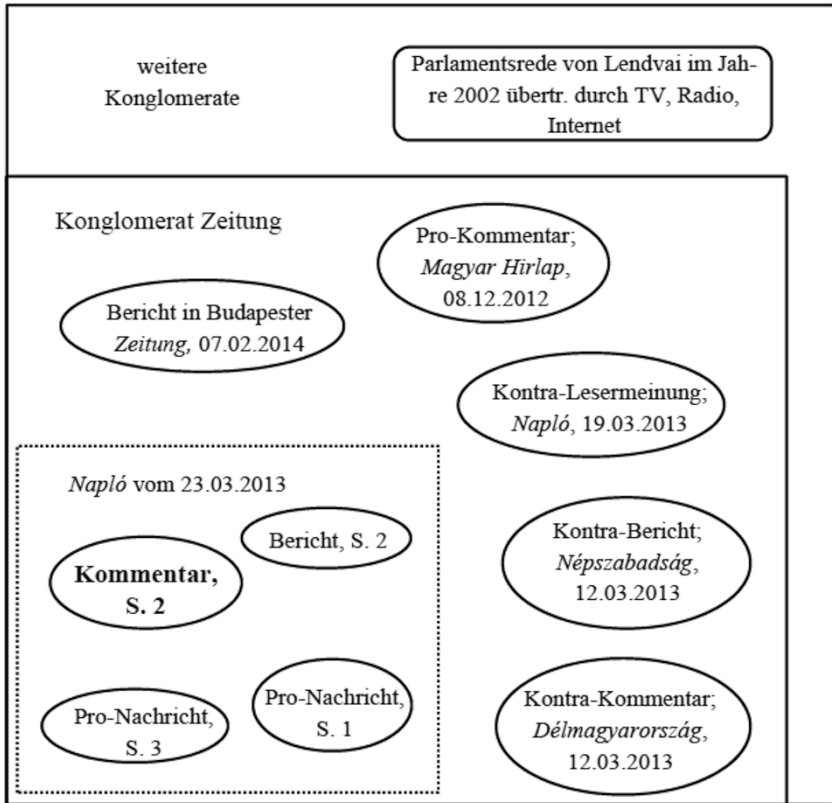 weitere
Konglomerate
Parlamentsrede von Lendvai im Jah-
re 2002 übertr. durch TV, Radio,
Internet
Konglomerat Zeitung
Pro-Kommentar;
Magyar Hirlap,
08.12.2012
Bericht in Budapester
Zeitung, 07.02.2014
Kontra-Lesermeinung;
Napló, 19.03.2013
Napló vom 23.03.2013
Bericht, S. 2
Kommentar,
S. 2
Kontra-Bericht;
Népszabadság,
12.03.2013
Pro-Nachricht,
S. 3
Pro-Nachricht,
S. 1
Kontra-Kommentar;
Délmagyarország,
12.03.2013